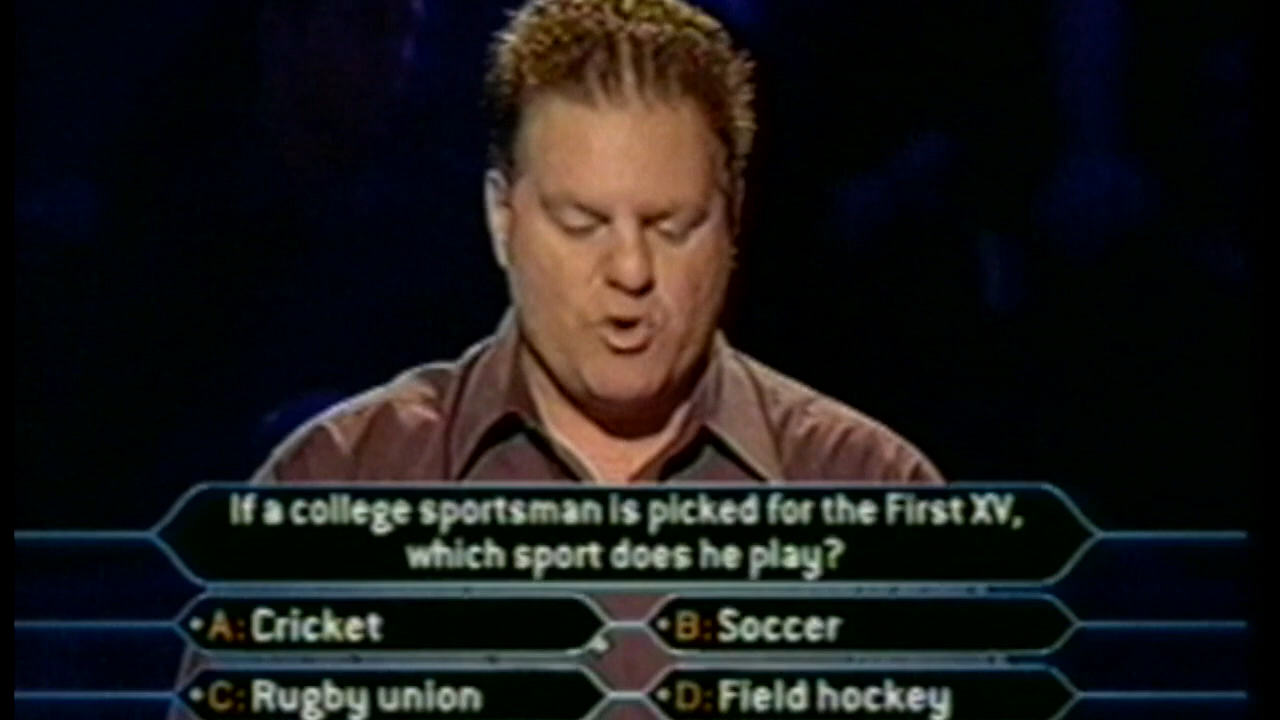 If a college sportsman is picked for the First XV,
which sport does he play?
A: Cricket
B: Soccer
C: Rugby union
D: Field hockey